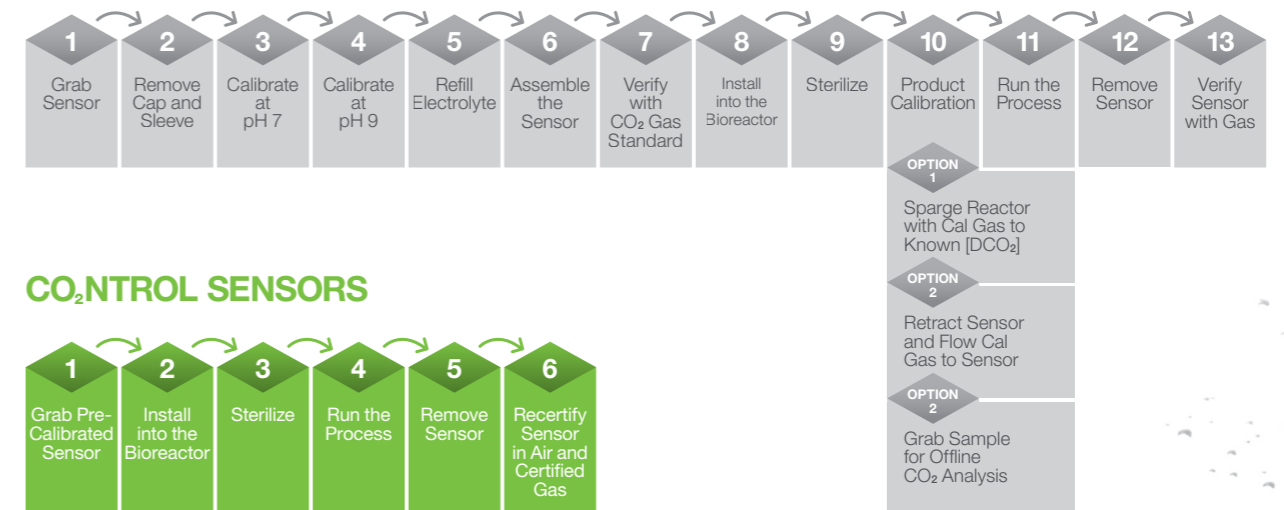 1
Grab
Sensor
2
Remove
Cap and
Sleeve
3
Calibrate
at
pH 7
4
Calibrate
at
pH 9
5
Refill
Electrolyte
6
Assemble
the
Sensor
7
Verify
with
CO₂ Gas
Standard
8
Install
into the
Bioreactor
9
Sterilize
10
Product
Calibration
11
Run the
Process
12
Remove
Sensor
13
Verify
Sensor
with Gas
OPTION
1
Sparge Reactor
with Cal Gas to
Known [DCO₂]
OPTION
2
Retract Sensor
and Flow Cal
Gas to Sensor
OPTION
2
Grab Sample
for Offline
CO₂ Analysis
CO₂NTROL SENSORS
1
Grab Pre-
Calibrated
Sensor
2
Install
into the
Bioreactor
3
Sterilize
4
Run the
Process
5
Remove
Sensor
6
Recertify
Sensor
in Air and
Certified
Gas